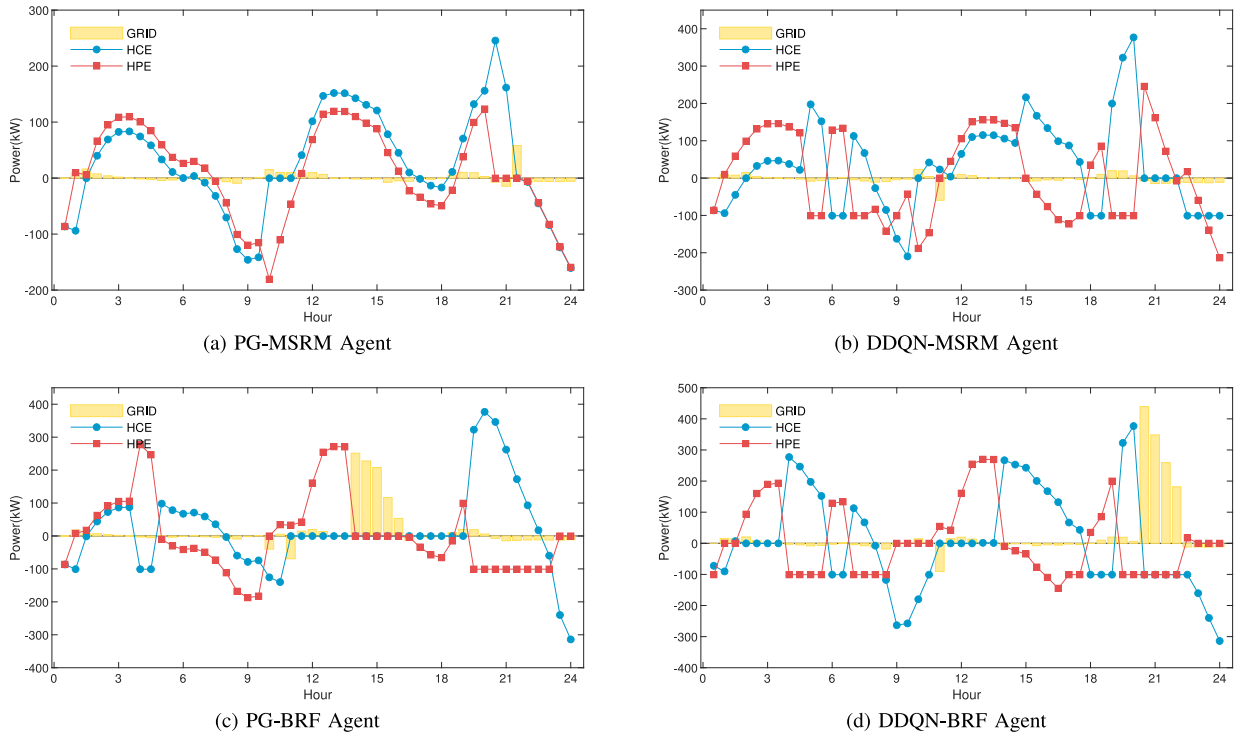 300
200
100
0
-100
-200
Power(kW)
GRID
HCE
HPE
0 3 6 9 12 15 18 21 24
Hour
(a) PG-MSRM Agent
400
300
200
100
0
-100
-200
-300
Power(kW)
GRID
HCE
HPE
0 3 6 9 12 15 18 21 24
Hour
(b) DDQN-MSRM Agent
400
300
200
100
0
-100
-200
-300
-400
Power(kW)
GRID
HCE
HPE
0 3 6 9 12 15 18 21 24
Hour
(c) PG-BRF Agent
500
400
300
200
100
0
-100
-200
-300
-400
Power(kW)
GRID
HCE
HPE
0 3 6 9 12 15 18 21 24
Hour
(d) DDQN-BRF Agent